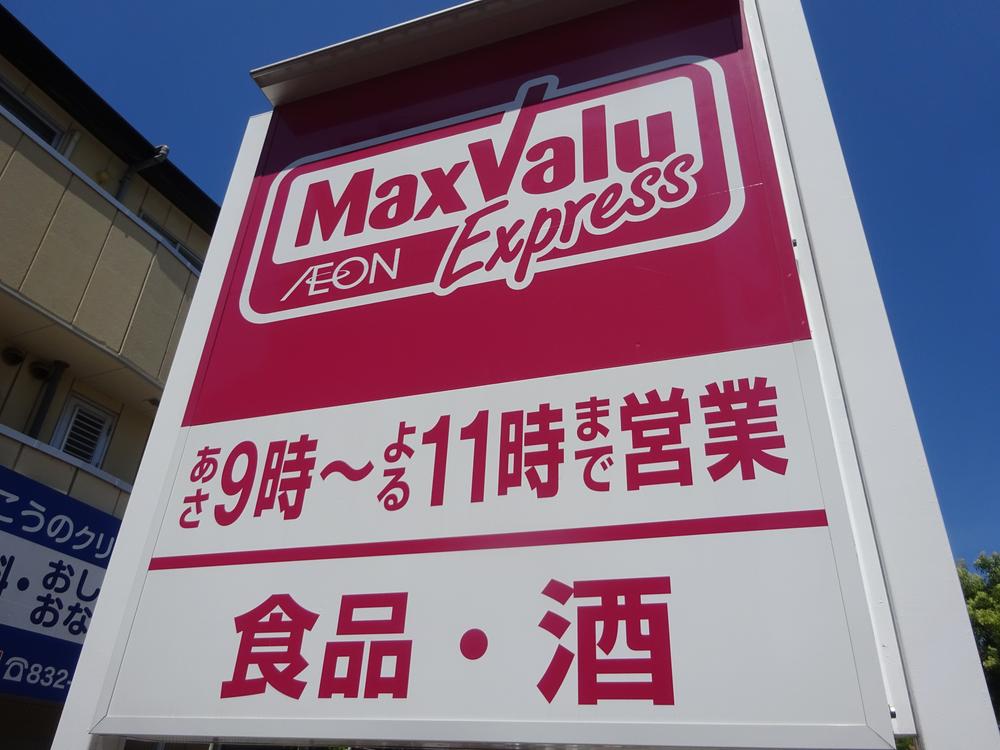 MaxValu
Express
ÆON
あさ9時～よる11時まで営業
食品・酒
こうのクリ
科・おし
おな
☎832-